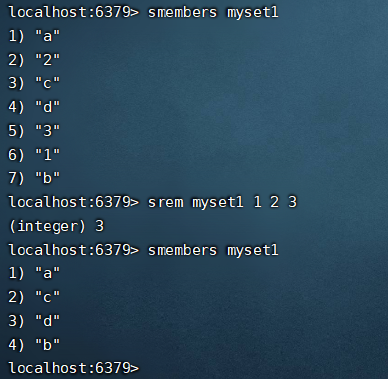 localhost:6379> smembers myset1
1) "a"
2) "2"
3) "c"
4) "d"
5) "3"
6) "1"
7) "b"
localhost:6379> srem myset1 1 2 3
(integer) 3
localhost:6379> smembers myset1
1) "a"
2) "c"
3) "d"
4) "b"
localhost:6379>